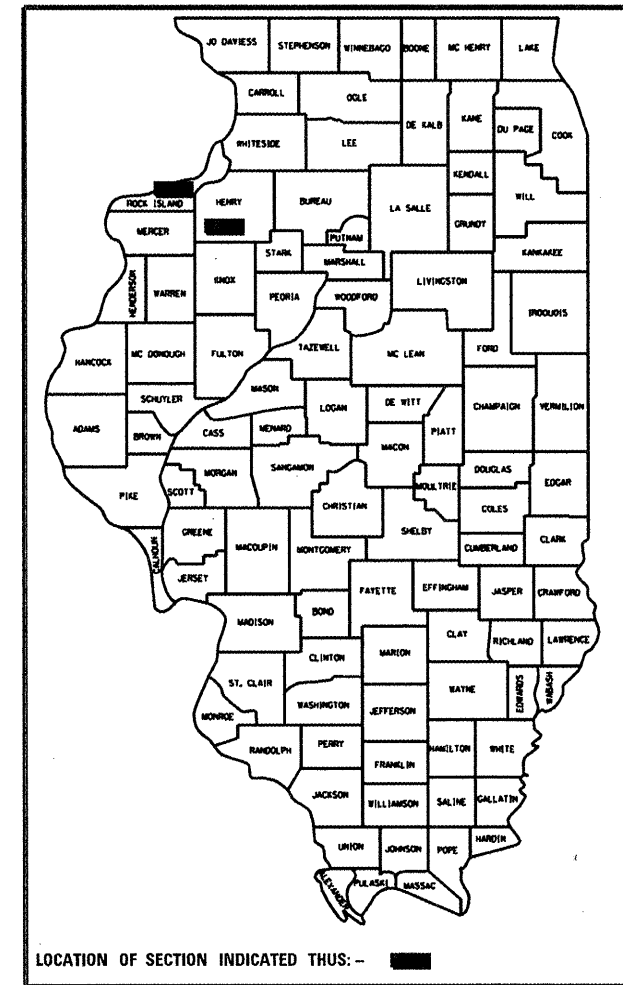 JO DAVIESS STEPHENSON WINNEBAGO BOONE MC HENRY LAKE
CARROLL OGLE DE KALB KANE DU PAGE COOK
WHITESIDE LEE KENDALL WILL
ROCK ISLAND HENRY BUREAU LA SALLE GRUNDY
MERCER STARK PUTNAM MARSHALL KANKAKEE
HENDERSON WARREN KNOX PEORIA WOODFORD LIVINGSTON IROQUOIS
HANCOCK MC DONOUGH FULTON TAZEWELL MC LEAN FORD
SCHUYLER MASON LOGAN DE WITT CHAMPAIGN VERMILION
ADAMS BROWN CASS MENARD MACON PIATT
PIKE SCOTT MORGAN SANGAMON CHRISTIAN MOULTRIE DOUGLAS EDGAR
COLES
CALHOUN GREENE MACOUPIN MONTGOMERY SHELBY CUMBERLAND CLARK
JERSEY FAYETTE EFFINGHAM JASPER CRAWFORD
MADISON BOND CLAY RICHLAND LAWRENCE
ST. CLAIR CLINTON MARION WAYNE EDWARDS WABASH
MONROE WASHINGTON JEFFERSON
RANDOLPH PERRY FRANKLIN HAMILTON WHITE
JACKSON WILLIAMSON SALINE GALLATIN
UNION JOHNSON POPE HARDIN
ALEXANDER PULASKI MASSAC
LOCATION OF SECTION INDICATED THUS: -